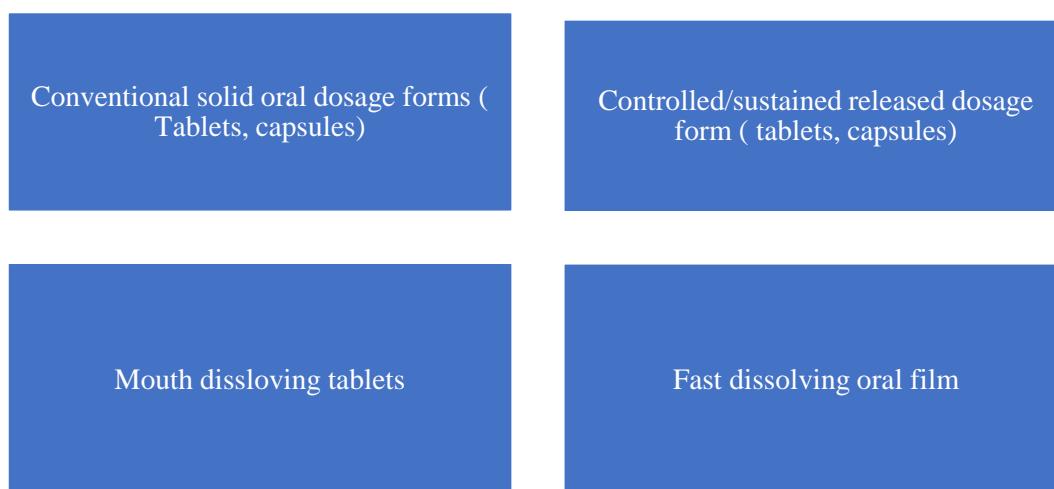 Conventional solid oral dosage forms (
Tablets, capsules)
Controlled/sustained released dosage
form ( tablets, capsules)
Mouth dissloving tablets
Fast dissolving oral film